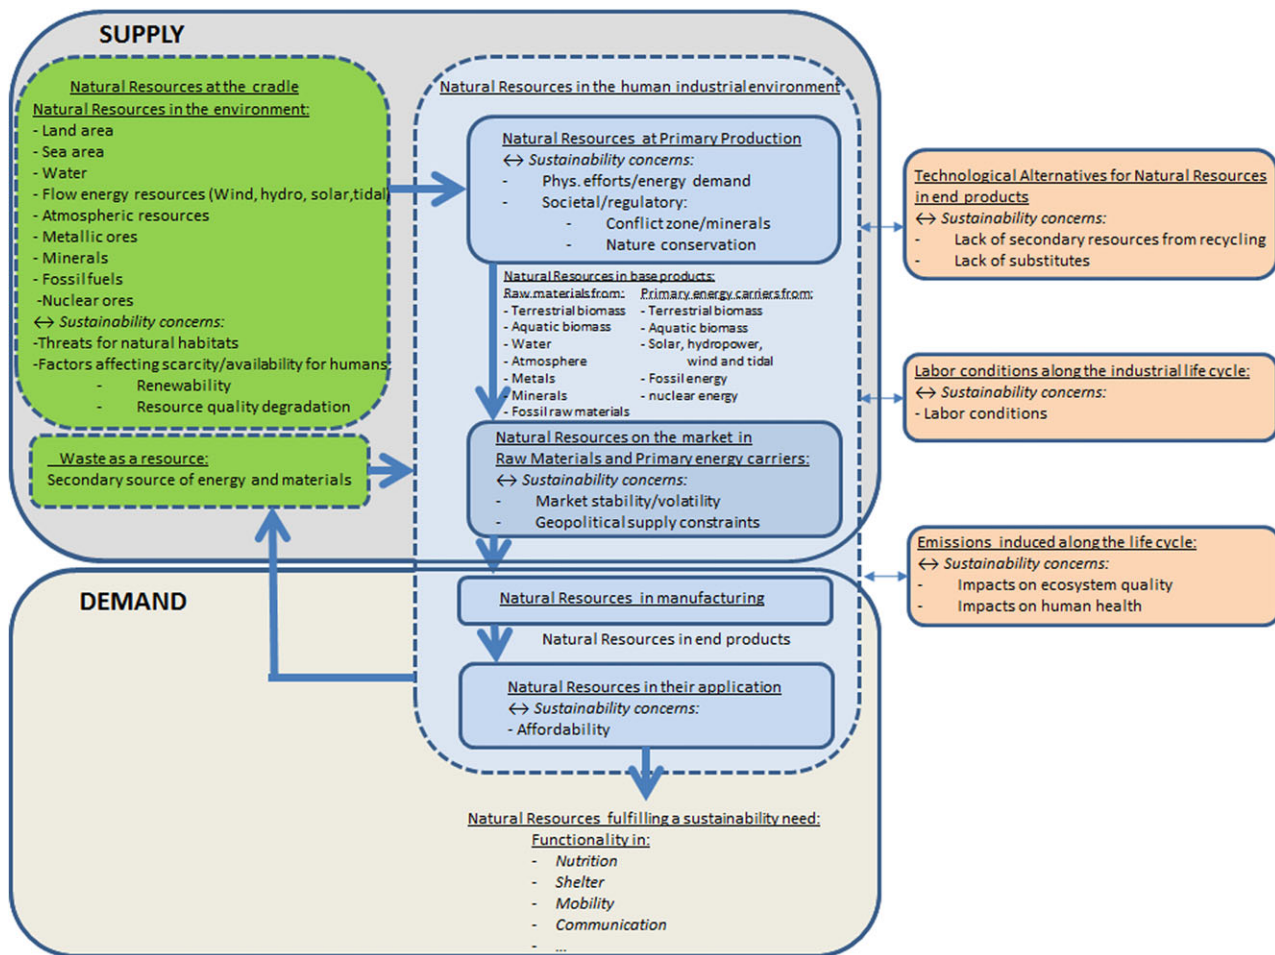 SUPPLY
Natural Resources at the cradle
Natural Resources in the environment:
- Land area
- Sea area
- Water
- Flow energy resources (Wind, hydro, solar,tidal)
- Atmospheric resources
- Metallic ores
- Minerals
- Fossil fuels
-Nuclear ores
↔ Sustainability concerns:
-Threats for natural habitats
-Factors affecting scarcity/availability for humans:
- Renewability
- Resource quality degradation
Waste as a resource:
Secondary source of energy and materials
Natural Resources in the human industrial environment
Natural Resources at Primary Production
↔ Sustainability concerns:
- Phys. efforts/energy demand
- Societal/regulatory:
- Conflict zone/minerals
- Nature conservation
Natural Resources in base products:
Raw materials from:
- Terrestrial biomass
- Aquatic biomass
- Water
- Atmosphere
- Metals
- Minerals
- Fossil raw materials
Primary energy carriers from:
- Terrestrial biomass
- Aquatic biomass
- Solar, hydropower,
wind and tidal
- Fossil energy
- nuclear energy
Natural Resources on the market in
Raw Materials and Primary energy carriers:
↔ Sustainability concerns:
- Market stability/volatility
- Geopolitical supply constraints
DEMAND
Natural Resources in manufacturing
Natural Resources in end products
Natural Resources in their application
↔ Sustainability concerns:
- Affordability
Natural Resources fulfilling a sustainability need:
Functionality in:
- Nutrition
- Shelter
- Mobility
- Communication
- ...
Technological Alternatives for Natural Resources
in end products
↔ Sustainability concerns:
- Lack of secondary resources from recycling
- Lack of substitutes
Labor conditions along the industrial life cycle:
↔ Sustainability concerns:
- Labor conditions
Emissions induced along the life cycle:
↔ Sustainability concerns:
- Impacts on ecosystem quality
- Impacts on human health